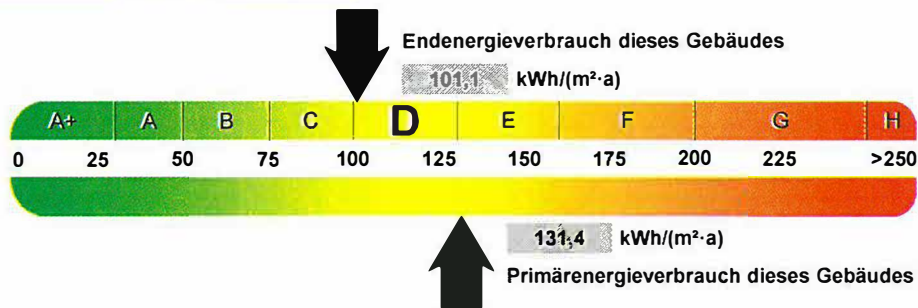 Endenergieverbrauch dieses Gebäudes
101,1 kWh/(m²·a)
A+ A B C D E F G H
0 25 50 75 100 125 150 175 200 225 >250
131,4 kWh/(m²·a)
Primärenergieverbrauch dieses Gebäudes